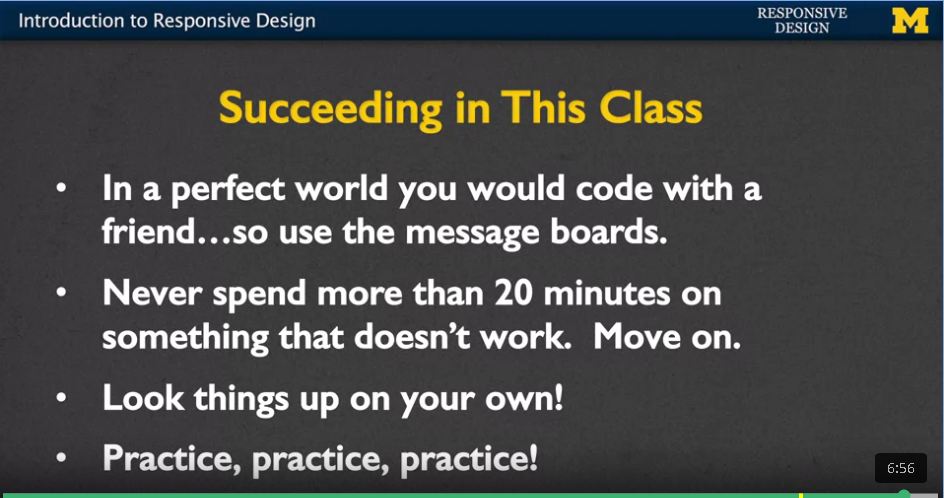 Introduction to Responsive Design
RESPONSIVE
DESIGN
M
Succeeding in This Class
• In a perfect world you would code with a
friend…so use the message boards.
• Never spend more than 20 minutes on
something that doesn’t work.  Move on.
• Look things up on your own!
• Practice, practice, practice!
6:56